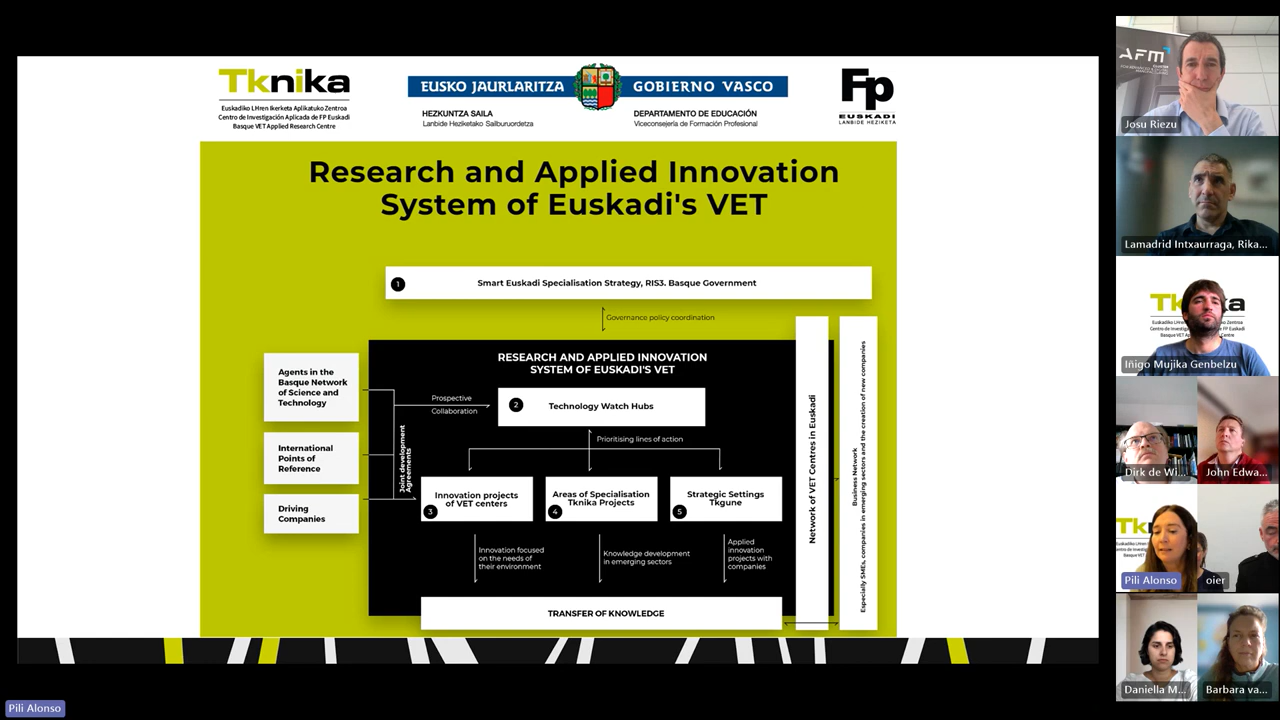 Tknika
Euskadiko LHren Ikerketa Aplikatuko Zentroa
Centro de Investigación Aplicada de FP Euskadi
Basque VET Applied Research Centre
EUSKO JAURLARITZA
GOBIERNO VASCO
HEZKUNTZA SAILA
Lanbide Heziketako Sailburuordetza
DEPARTAMENTO DE EDUCACIÓN
Viceconsejería de Formación Profesional
Fp
EUSKADI
LANBIDE HEZIKETA
Research and Applied Innovation
System of Euskadi's VET
1
Smart Euskadi Specialisation Strategy, RIS3. Basque Government
Governance policy coordination
Agents in the
Basque Network
of Science and
Technology
International
Points of
Reference
Driving
Companies
Joint development
Agreements
RESEARCH AND APPLIED INNOVATION
SYSTEM OF EUSKADI'S VET
Prospective
Collaboration
2
Technology Watch Hubs
Prioritising lines of action
Innovation projects
of VET centers
3
Areas of Specialisation
Tknika Projects
4
Strategic Settings
Tkgune
5
Innovation focused
on the needs of
their environment
Knowledge development
in emerging sectors
Applied
innovation
projects with
companies
TRANSFER OF KNOWLEDGE
Network of VET Centres in Euskadi
Business Network
Especially SMEs, companies in emerging sectors and the creation of new companies
AFM
Josu Riezu
Lamadrid Intxaurraga, Rika...
Iñigo Mujika Genbelzu
Dirk de Wi...
John Edwa...
Pili Alonso
oier
Daniella M...
Barbara va...
Pili Alonso